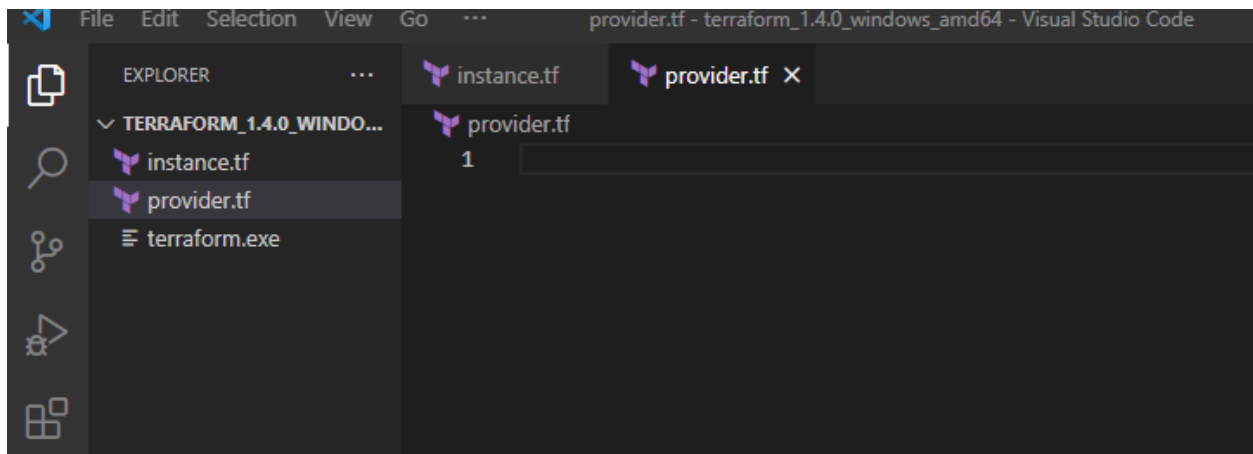 File Edit Selection View Go ··· provider.tf - terraform_1.4.0_windows_amd64 - Visual Studio Code
EXPLORER ···
TERRAFORM_1.4.0_WINDO...
instance.tf
provider.tf
terraform.exe
instance.tf provider.tf
provider.tf
1